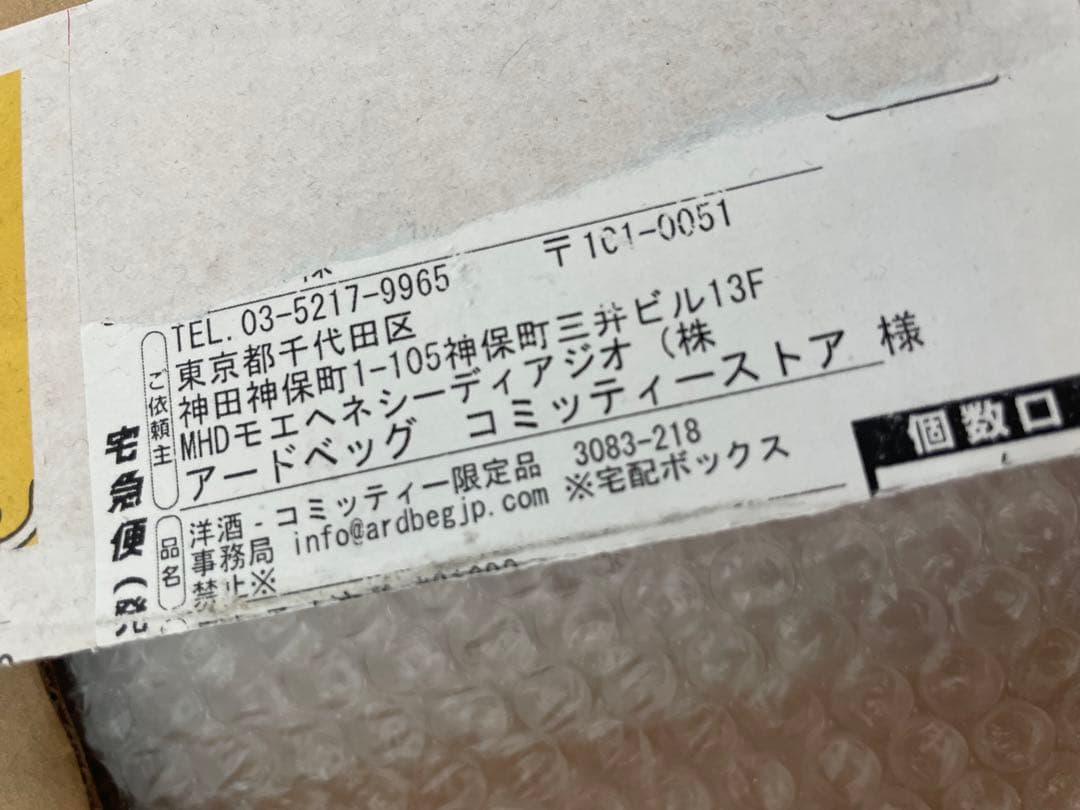 TEL. 03-5217-9965 〒101-0051
東京都千代田区
神田神保町1-105神保町三井ビル13F
MHDモエヘネシーディアジオ(株
アードベッグ コミッティーストア 様
ご依頼主
洋酒-コミッティー限定品 3083-218
事務局 info@ardbegjp.com ※宅配ボックス
禁止※
品名
宅急便(発
個数口